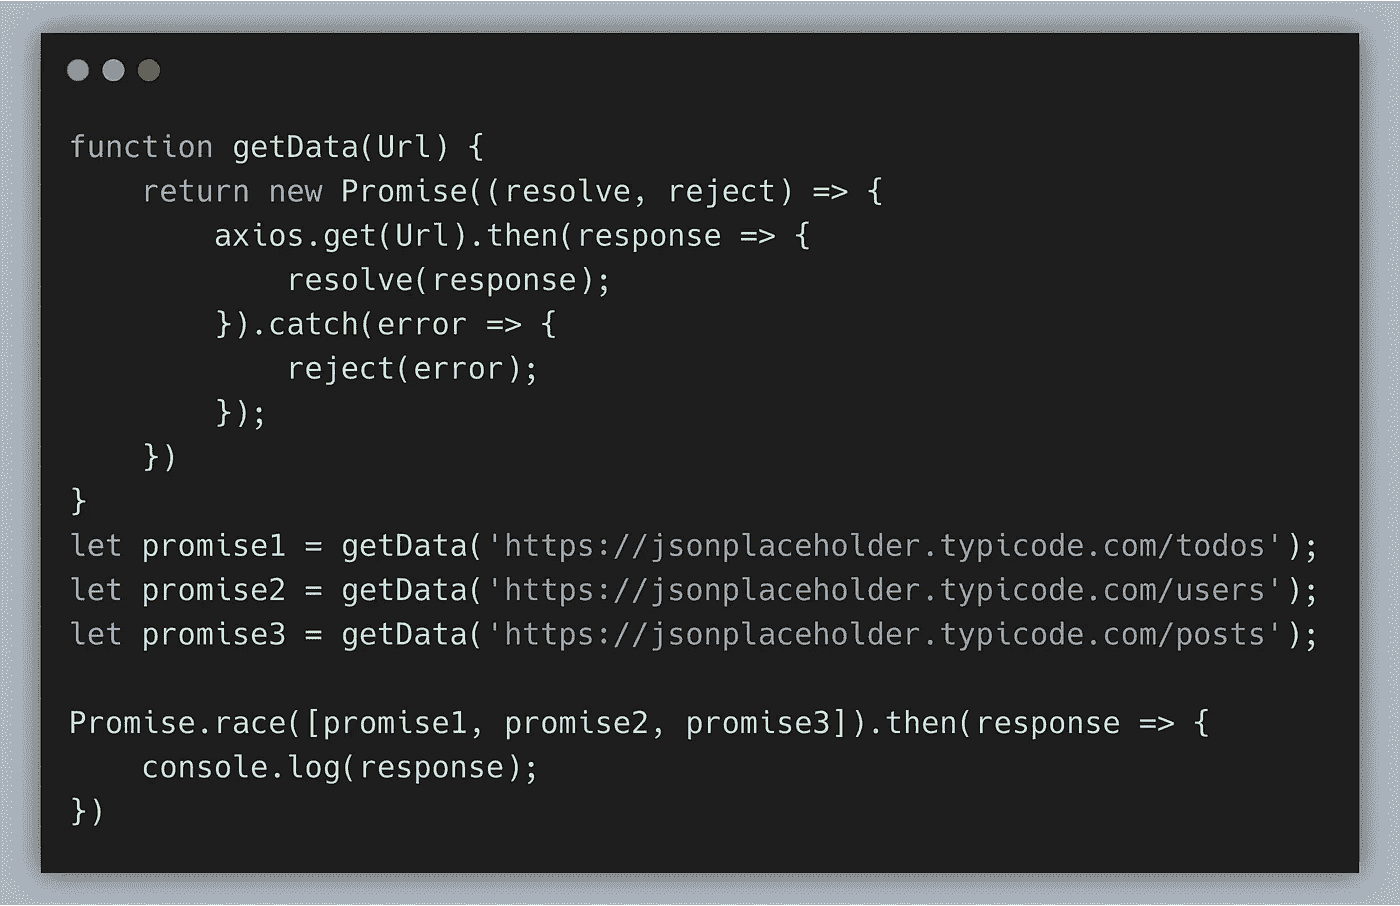 function getData(Url) {
    return new Promise((resolve, reject) => {
        axios.get(Url).then(response => {
            resolve(response);
        }).catch(error => {
            reject(error);
        });
    })
}
let promise1 = getData('https://jsonplaceholder.typicode.com/todos');
let promise2 = getData('https://jsonplaceholder.typicode.com/users');
let promise3 = getData('https://jsonplaceholder.typicode.com/posts');

Promise.race([promise1, promise2, promise3]).then(response => {
    console.log(response);
})